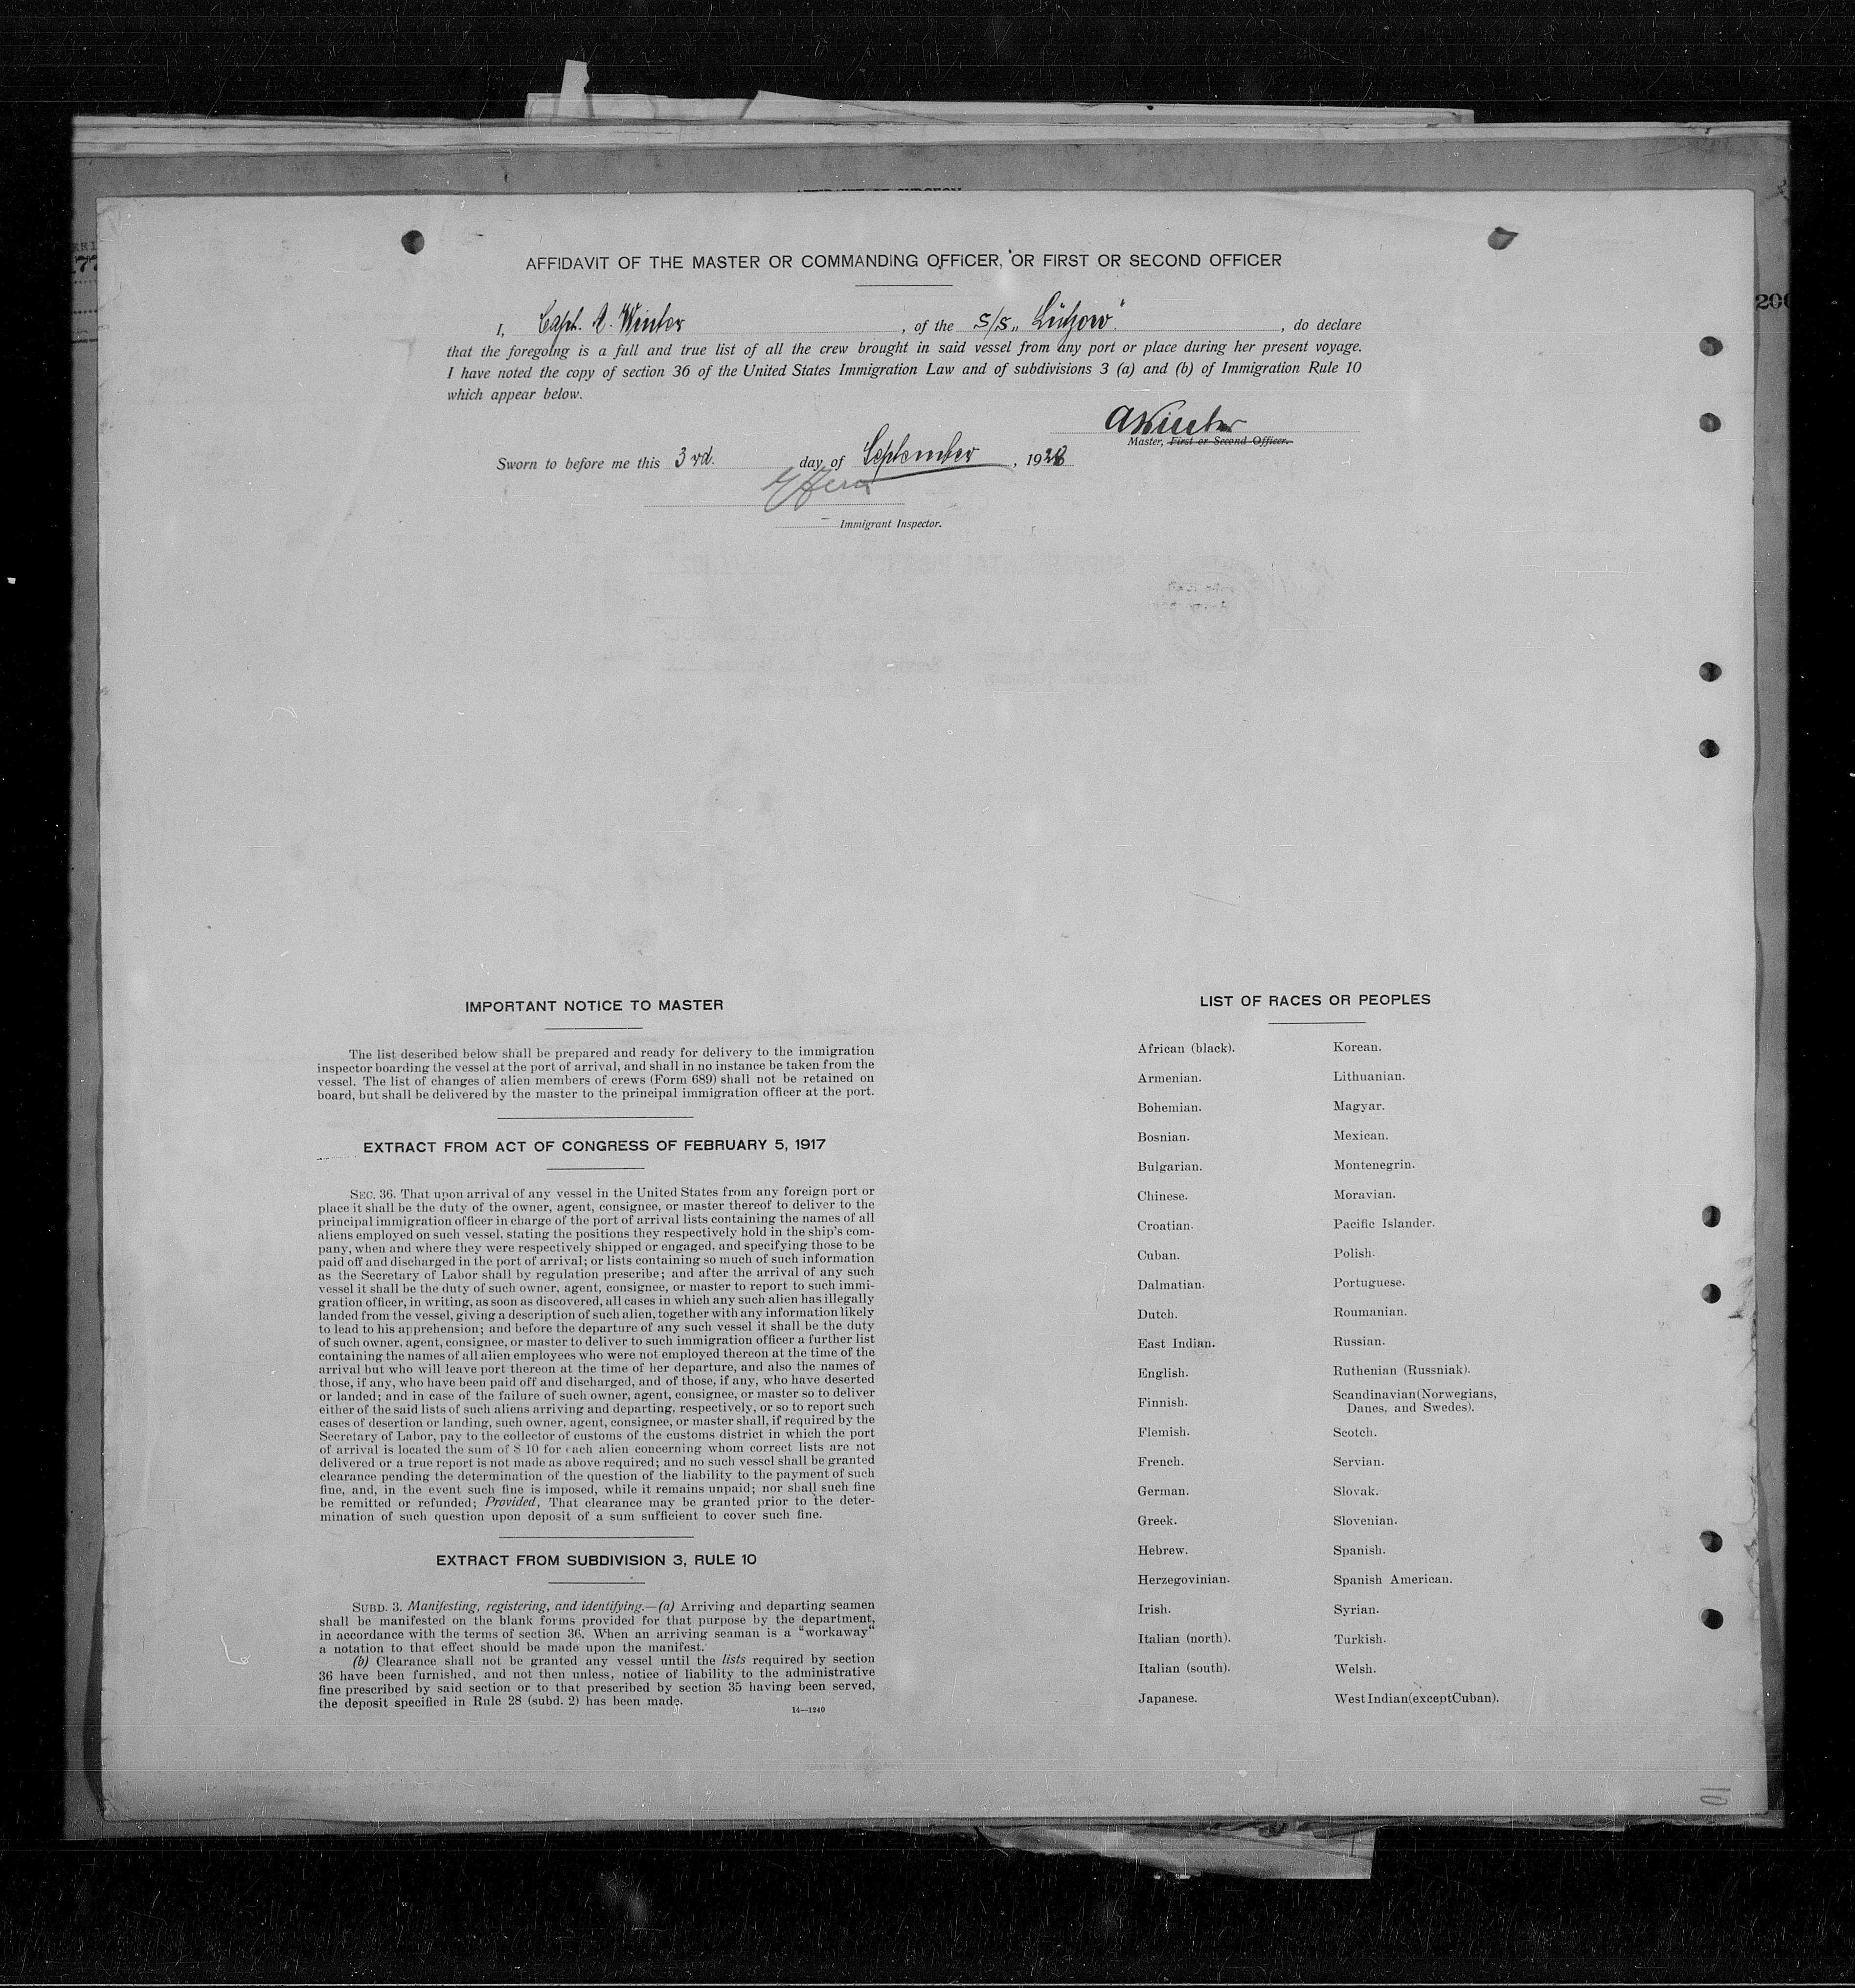 AFFIDAVIT OF THE MASTER OR COMMANDING OFFICER, OR FIRST OR SECOND OFFICER
I, Capt. A. Winter, of the S/S „Lützow", do declare
that the foregoing is a full and true list of all the crew brought in said vessel from any port or place during her present voyage.
I have noted the copy of section 36 of the United States Immigration Law and of subdivisions 3 (a) and (b) of Immigration Rule 10
which appear below.
AWinter
Master, First or Second Officer.
Sworn to before me this 3rd. day of September, 1928
Immigrant Inspector.
IMPORTANT NOTICE TO MASTER
The list described below shall be prepared and ready for delivery to the immigration
inspector boarding the vessel at the port of arrival, and shall in no instance be taken from the
vessel. The list of changes of alien members of crews (Form 689) shall not be retained on
board, but shall be delivered by the master to the principal immigration officer at the port.
EXTRACT FROM ACT OF CONGRESS OF FEBRUARY 5, 1917
SEC. 36. That upon arrival of any vessel in the United States from any foreign port or
place it shall be the duty of the owner, agent, consignee, or master thereof to deliver to the
principal immigration officer in charge of the port of arrival lists containing the names of all
aliens employed on such vessel, stating the positions they respectively hold in the ship's com-
pany, when and where they were respectively shipped or engaged, and specifying those to be
paid off and discharged in the port of arrival; or lists containing so much of such information
as the Secretary of Labor shall by regulation prescribe; and after the arrival of any such
vessel it shall be the duty of such owner, agent, consignee, or master to report to such immi-
gration officer, in writing, as soon as discovered, all cases in which any such alien has illegally
landed from the vessel, giving a description of such alien, together with any information likely
to lead to his apprehension; and before the departure of any such vessel it shall be the duty
of such owner, agent, consignee, or master to deliver to such immigration officer a further list
containing the names of all alien employees who were not employed thereon at the time of the
arrival but who will leave port thereon at the time of her departure, and also the names of
those, if any, who have been paid off and discharged, and of those, if any, who have deserted
or landed; and in case of the failure of such owner, agent, consignee, or master so to deliver
either of the said lists of such aliens arriving and departing, respectively, or so to report such
cases of desertion or landing, such owner, agent, consignee, or master shall, if required by the
Secretary of Labor, pay to the collector of customs of the customs district in which the port
of arrival is located the sum of $ 10 for each alien concerning whom correct lists are not
delivered or a true report is not made as above required; and no such vessel shall be granted
clearance pending the determination of the question of the liability to the payment of such
fine, and, in the event such fine is imposed, while it remains unpaid; nor shall such fine
be remitted or refunded; Provided, That clearance may be granted prior to the deter-
mination of such question upon deposit of a sum sufficient to cover such fine.
EXTRACT FROM SUBDIVISION 3, RULE 10
SUBD. 3. Manifesting, registering, and identifying.—(a) Arriving and departing seamen
shall be manifested on the blank forms provided for that purpose by the department,
in accordance with the terms of section 36. When an arriving seaman is a "workaway"
a notation to that effect should be made upon the manifest.
(b) Clearance shall not be granted any vessel until the lists required by section
36 have been furnished, and not then unless, notice of liability to the administrative
fine prescribed by said section or to that prescribed by section 35 having been served,
the deposit specified in Rule 28 (subd. 2) has been made.
14—1240
LIST OF RACES OR PEOPLES
African (black).
Armenian.
Bohemian.
Bosnian.
Bulgarian.
Chinese.
Croatian.
Cuban.
Dalmatian.
Dutch.
East Indian.
English.
Finnish.
Flemish.
French.
German.
Greek.
Hebrew.
Herzegovinian.
Irish.
Italian (north).
Italian (south).
Japanese.
Korean.
Lithuanian.
Magyar.
Mexican.
Montenegrin.
Moravian.
Pacific Islander.
Polish.
Portuguese.
Roumanian.
Russian.
Ruthenian (Russniak).
Scandinavian (Norwegians,
Danes, and Swedes).
Scotch.
Servian.
Slovak.
Slovenian.
Spanish.
Spanish American.
Syrian.
Turkish.
Welsh.
West Indian (except Cuban).
10